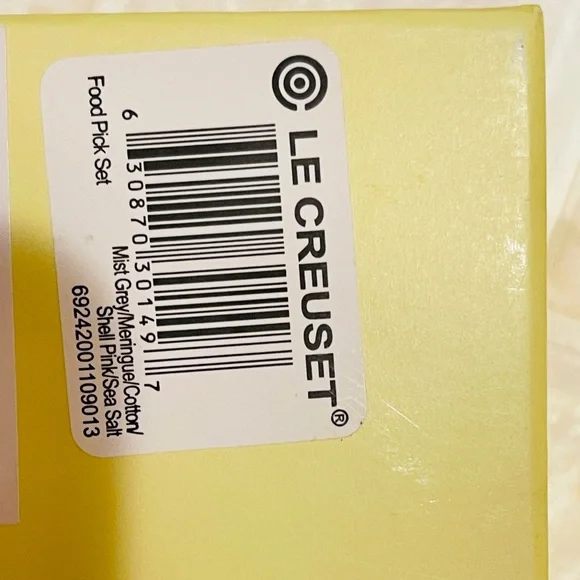 LE CREUSET®
6 30870 30149 7
Food Pick Set
Mist Grey/Meringue/Cotton/
Shell Pink/Sea Salt
69242001109013